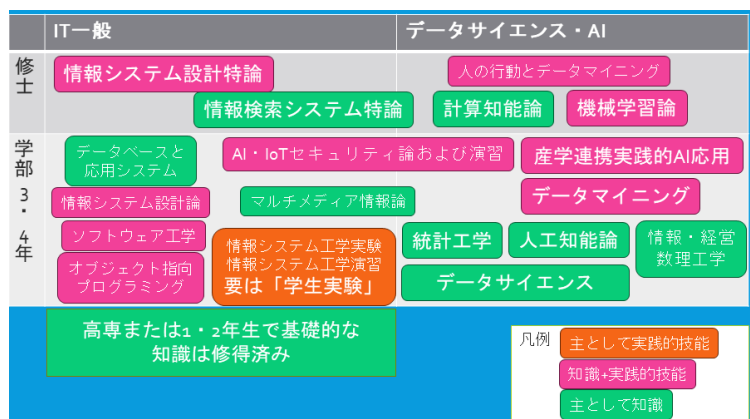 IT一般
データサイエンス・AI
修士
情報システム設計特論
人の行動とデータマイニング
情報検索システム特論
計算知能論
機械学習論
学部3・4年
データベースと
応用システム
AI・IoTセキュリティ論および演習
産学連携実践的AI応用
情報システム設計論
マルチメディア情報論
データマイニング
ソフトウェア工学
情報システム工学実験
情報システム工学演習
要は「学生実験」
統計工学
人工知能論
情報・経営
数理工学
オブジェクト指向
プログラミング
データサイエンス
高専または1・2年生で基礎的な
知識は修得済み
凡例
主として実践的技能
知識+実践的技能
主として知識